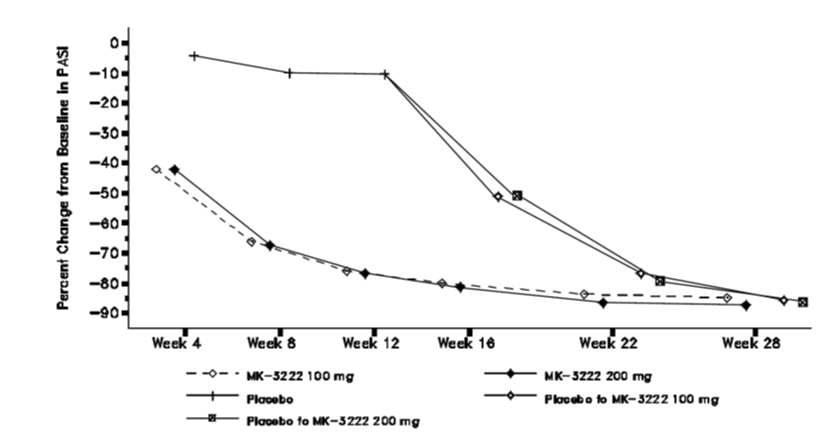 Percent Change from Baseline in PASI
0
-10
-20
-30
-40
-50
-60
-70
-80
-90
Week 4 Week 8 Week 12 Week 16 Week 22 Week 28
MK-3222 100 mg MK-3222 200 mg
Placebo Placebo to MK-3222 100 mg
Placebo to MK-3222 200 mg